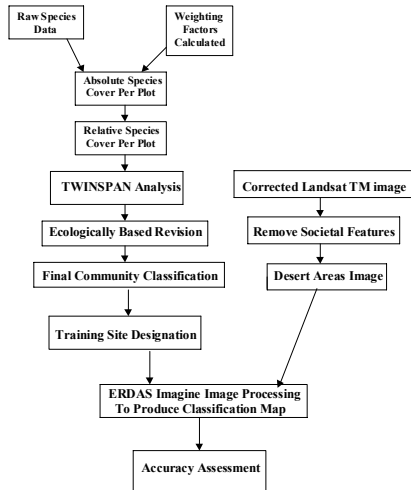 Raw Species
Data
Weighting
Factors
Calculated
Absolute Species
Cover Per Plot
Relative Species
Cover Per Plot
TWINSPAN Analysis
Corrected Landsat TM image
Ecologically Based Revision
Remove Societal Features
Final Community Classification
Desert Areas Image
Training Site Designation
ERDAS Imagine Image Processing
To Produce Classification Map
Accuracy Assessment